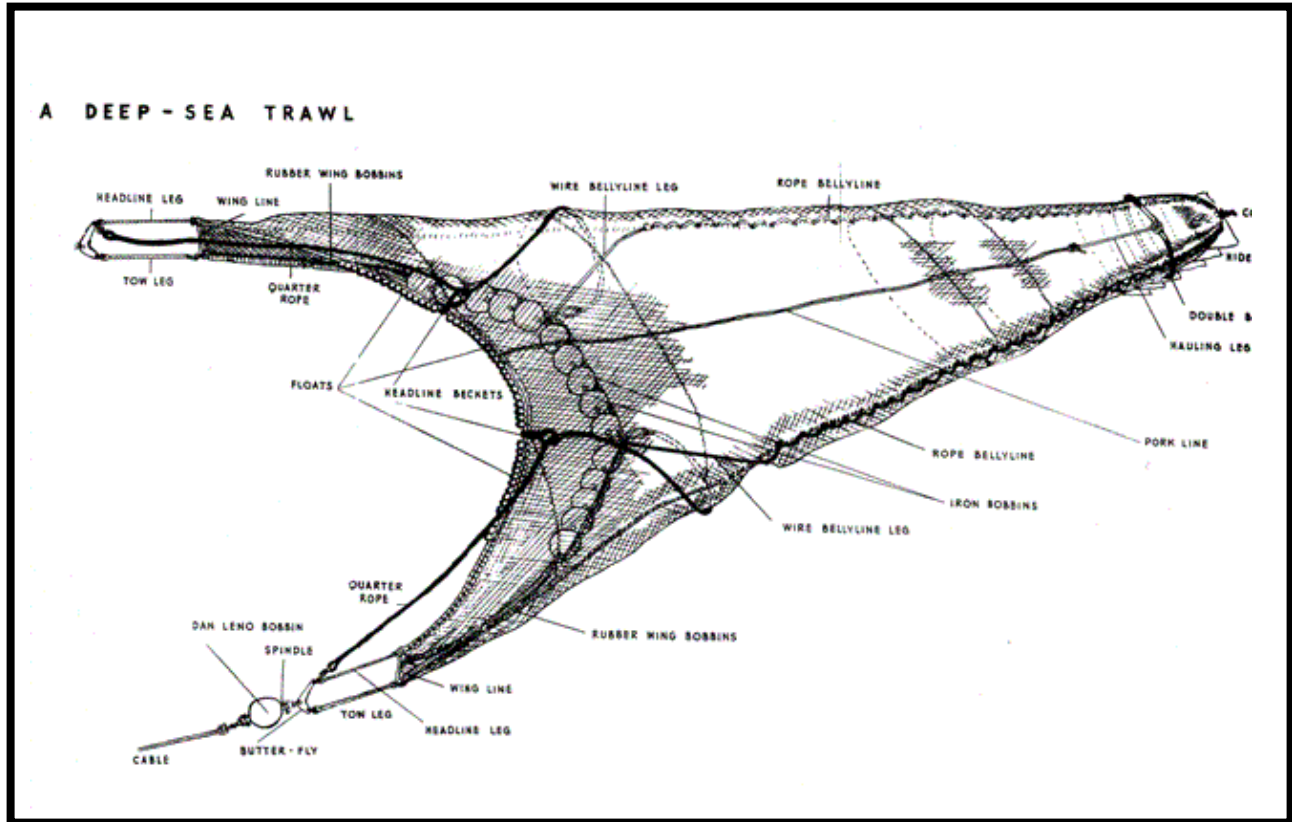 A DEEP-SEA TRAWL
RUBBER WING BOBBINS
WIRE BELLYLINE LEG
ROPE BELLYLINE
HEADLINE LEG
WING LINE
TOW LEG
QUARTER
ROPE
DOUBLE B
HAULING LEG
FLOATS
HEADLINE BECKETS
PORK LINE
ROPE BELLYLINE
IRON BOBBINS
WIRE BELLYLINE LEG
QUARTER
ROPE
DAN LENO BOBBIN
SPINDLE
RUBBER WING BOBBINS
WING LINE
TOW LEG
HEADLINE LEG
BUTTER-FLY
CABLE